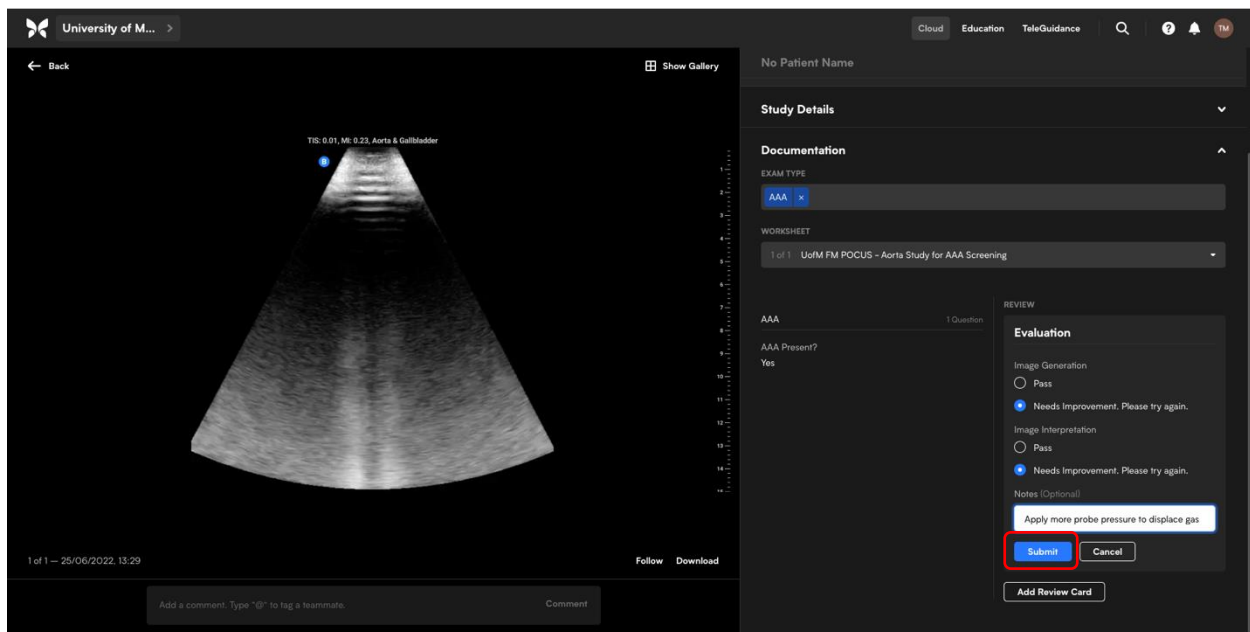 University of M... >
Cloud Education TeleGuidance
? TM
← Back
Show Gallery
No Patient Name
TIS: 0.01, MI: 0.23, Aorta & Gallbladder
B
1
2
3
4
5
6
7
8
9
10
11
12
13
14
Study Details
Documentation
EXAM TYPE
AAA ×
WORKSHEET
1 of 1 UofM FM POCUS - Aorta Study for AAA Screening
AAA 1 Question
AAA Present?
Yes
REVIEW
Evaluation
Image Generation
Pass
Needs Improvement. Please try again.
Image Interpretation
Pass
Needs Improvement. Please try again.
Notes (Optional)
Apply more probe pressure to displace gas
Submit Cancel
Add Review Card
1 of 1 — 25/06/2022, 13:29
Follow Download
Add a comment. Type "@" to tag a teammate.
Comment